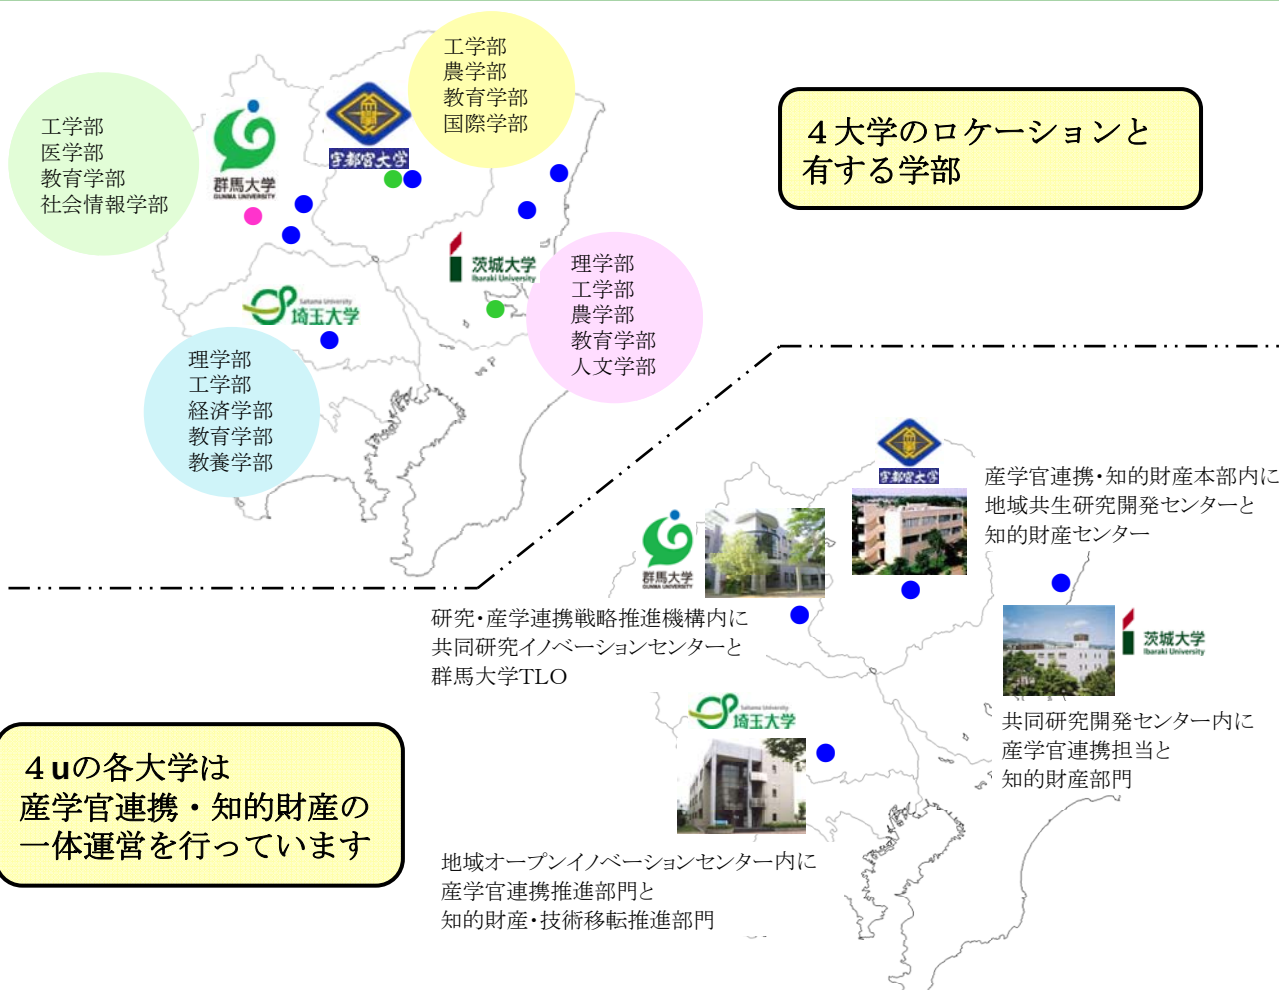 工学部
農学部
教育学部
国際学部
工学部
医学部
教育学部
社会情報学部
群馬大学
GUNMA UNIVERSITY
宇都宮大学
４大学のロケーションと
有する学部
茨城大学
Ibaraki University
理学部
工学部
農学部
教育学部
人文学部
Saitama University
埼玉大学
理学部
工学部
経済学部
教育学部
教養学部
宇都宮大学
産学官連携・知的財産本部内に
地域共生研究開発センターと
知的財産センター
群馬大学
GUNMA UNIVERSITY
研究・産学連携戦略推進機構内に
共同研究イノベーションセンターと
群馬大学TLO
茨城大学
Ibaraki University
共同研究開発センター内に
産学官連携担当と
知的財産部門
Saitama University
埼玉大学
４uの各大学は
産学官連携・知的財産の
一体運営を行っています
地域オープンイノベーションセンター内に
産学官連携推進部門と
知的財産・技術移転推進部門